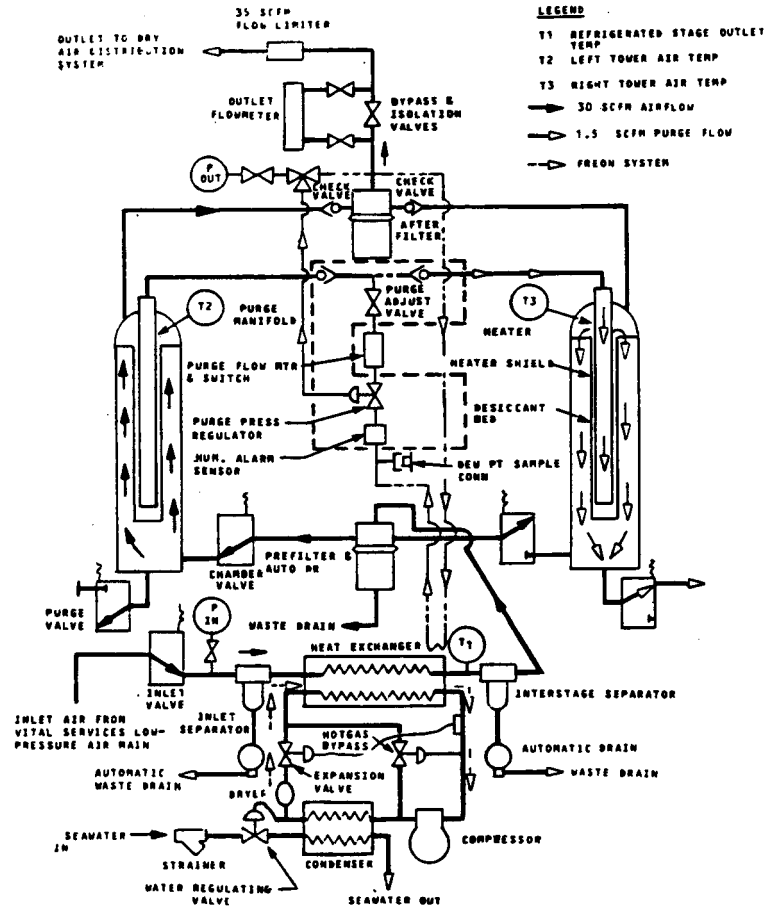 35 SCFM
FLOW LIMITER
OUTLET TO DRY
AIR DISTRIBUTION
SYSTEM
LEGEND
T1 REFRIGERATED STAGE OUTLET
TEMP
T2 LEFT TOWER AIR TEMP
T3 RIGHT TOWER AIR TEMP
30 SCFM AIRFLOW
1.5 SCFM PURGE FLOW
FREON SYSTEM
OUTLET
FLOWMETER
BYPASS &
ISOLATION
VALVES
P
OUT
CHECK
VALVE
CHECK
VALVE
AFTER
FILTER
T2
PURGE
MANIFOLD
PURGE
ADJUST
VALVE
T3
HEATER
PURGE FLOW MTR
& SWITCH
HEATER SHIELD
PURGE PRESS
REGULATOR
DESICCANT
BED
HUM. ALARM
SENSOR
DEW PT SAMPLE
CONN
CHAMBER
VALVE
PREFILTER &
AUTO DR
PURGE
VALVE
WASTE DRAIN
P
IN
HEAT EXCHANGER
T1
INLET
VALVE
INLET
SEPARATOR
INTERSTAGE SEPARATOR
INLET AIR FROM
VITAL SERVICES LOW-
PRESSURE AIR MAIN
HOTGAS
BYPASS
AUTOMATIC
WASTE DRAIN
EXPANSION
VALVE
AUTOMATIC DRAIN
WASTE DRAIN
DRYER
SEAWATER
IN
STRAINER
CONDENSER
COMPRESSOR
WATER REGULATING
VALVE
SEAWATER OUT